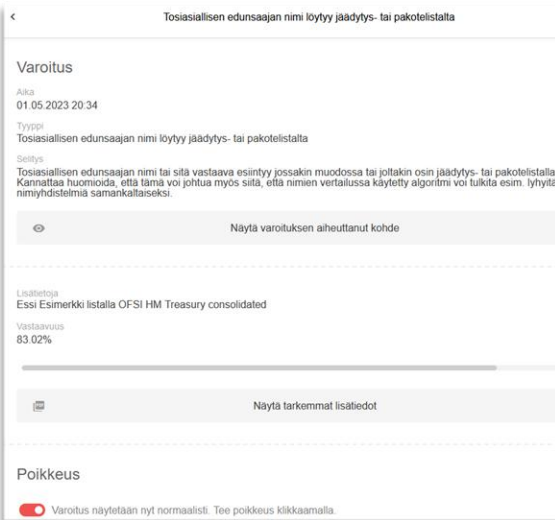 Tosiasiallisen edunsaajan nimi löytyy jäädytys- tai pakotelistalta
Varoitus
Aika
01.05.2023 20:34
Tyyppi
Tosiasiallisen edunsaajan nimi löytyy jäädytys- tai pakotelistalta
Selitys
Tosiasiallisen edunsaajan nimi tai sitä vastaava esiintyy jossakin muodossa tai joltakin osin jäädytys- tai pakotelistalla
Kannattaa huomioida, että tämä voi johtua myös siitä, että nimien vertailussa käytetty algoritmi voi tulkita esim. lyhyitä
nimiyhdistelmiä samankaltaiseksi.
Näytä varoituksen aiheuttanut kohde
Lisätietoja
Essi Esimerkki listalla OFSI HM Treasury consolidated
Vastaavuus
83.02%
Näytä tarkemmat lisätiedot
Poikkeus
Varoitus näytetään nyt normaalisti. Tee poikkeus klikkaamalla.